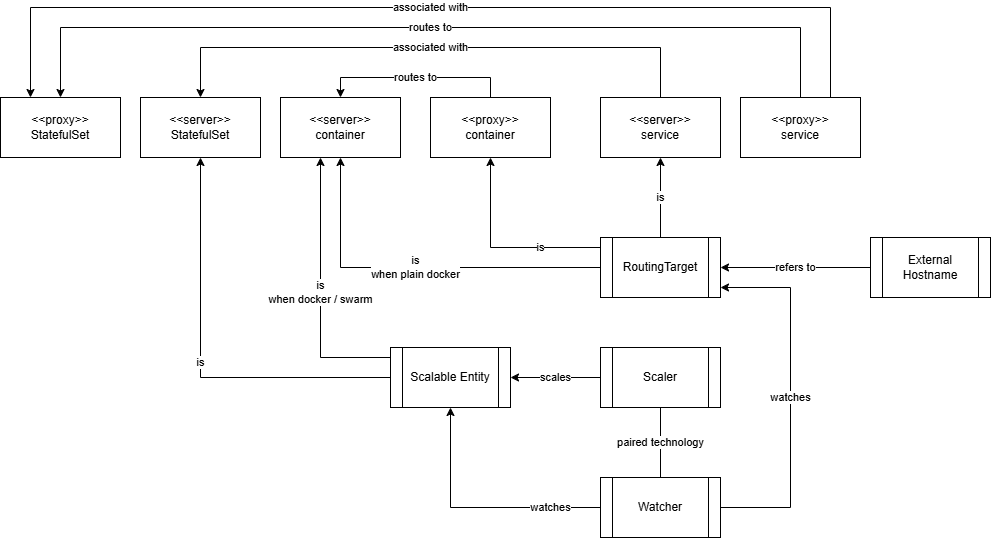 associated with
routes to
associated with
routes to
<<proxy>>
StatefulSet
<<server>>
StatefulSet
<<server>>
container
<<proxy>>
container
<<server>>
service
<<proxy>>
service
is
is
RoutingTarget
refers to
External
Hostname
is
when plain docker
is
when docker / swarm
is
Scalable Entity
scales
Scaler
watches
paired technology
watches
Watcher